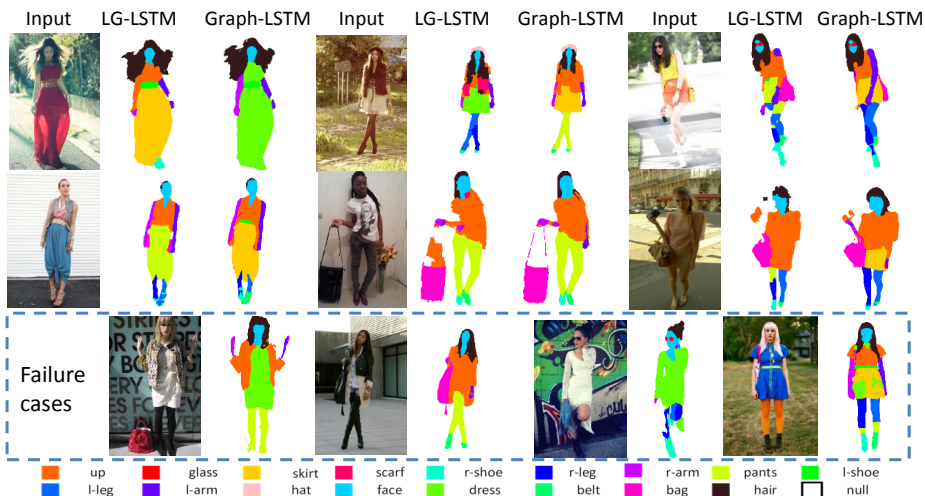 Input LG-LSTM Graph-LSTM Input LG-LSTM Graph-LSTM Input LG-LSTM Graph-LSTM
Failure
cases
up glass skirt scarf r-shoe r-leg r-arm pants l-shoe
l-leg l-arm hat face dress belt bag hair null